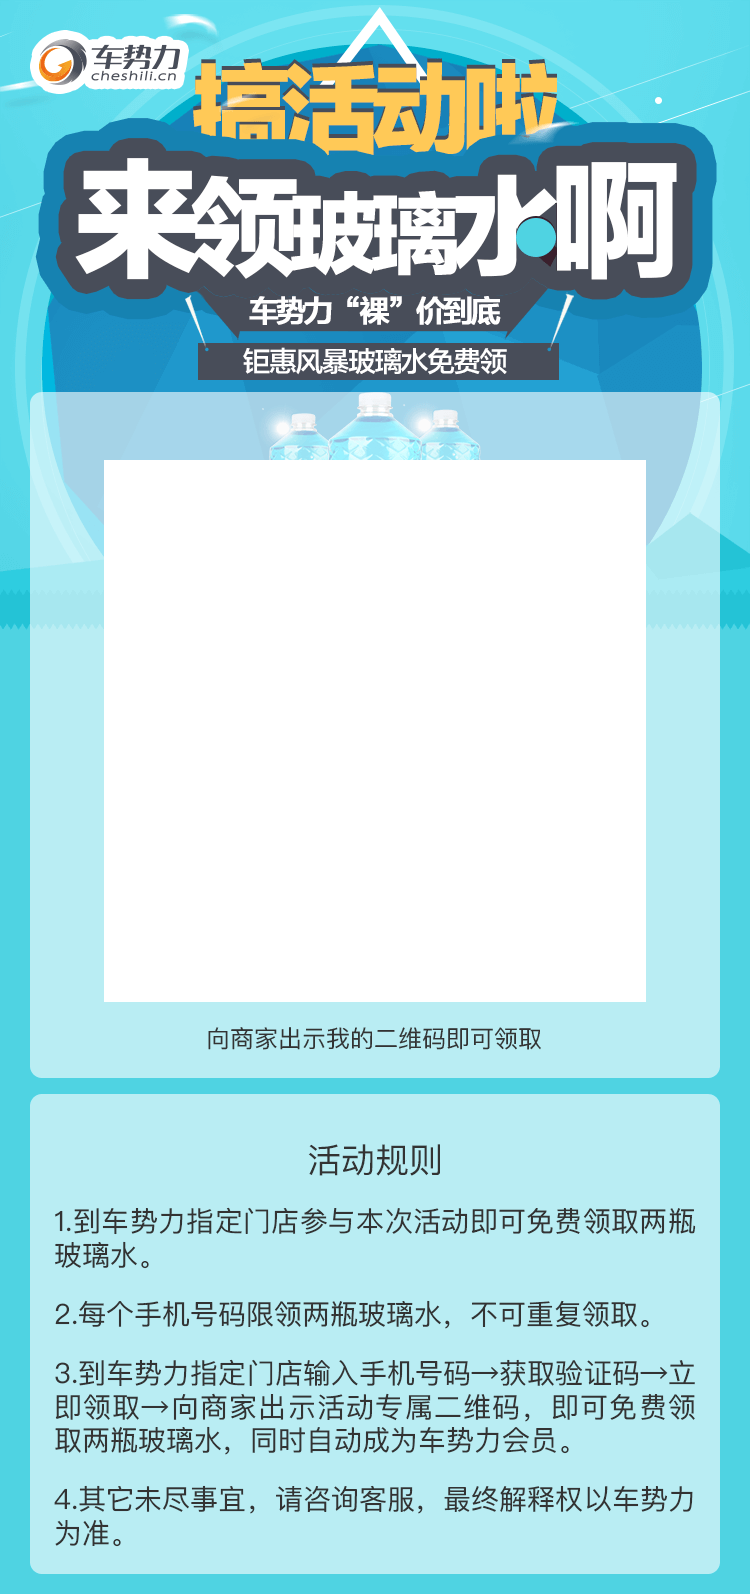 车势力
cheshili.cn
搞活动啦
来领玻璃水啊
车势力“裸”价到底
钜惠风暴玻璃水免费领
向商家出示我的二维码即可领取
活动规则
1.到车势力指定门店参与本次活动即可免费领取两瓶
玻璃水。
2.每个手机号码限领两瓶玻璃水，不可重复领取。
3.到车势力指定门店输入手机号码→获取验证码→立
即领取→向商家出示活动专属二维码，即可免费领
取两瓶玻璃水，同时自动成为车势力会员。
4.其它未尽事宜，请咨询客服，最终解释权以车势力
为准。